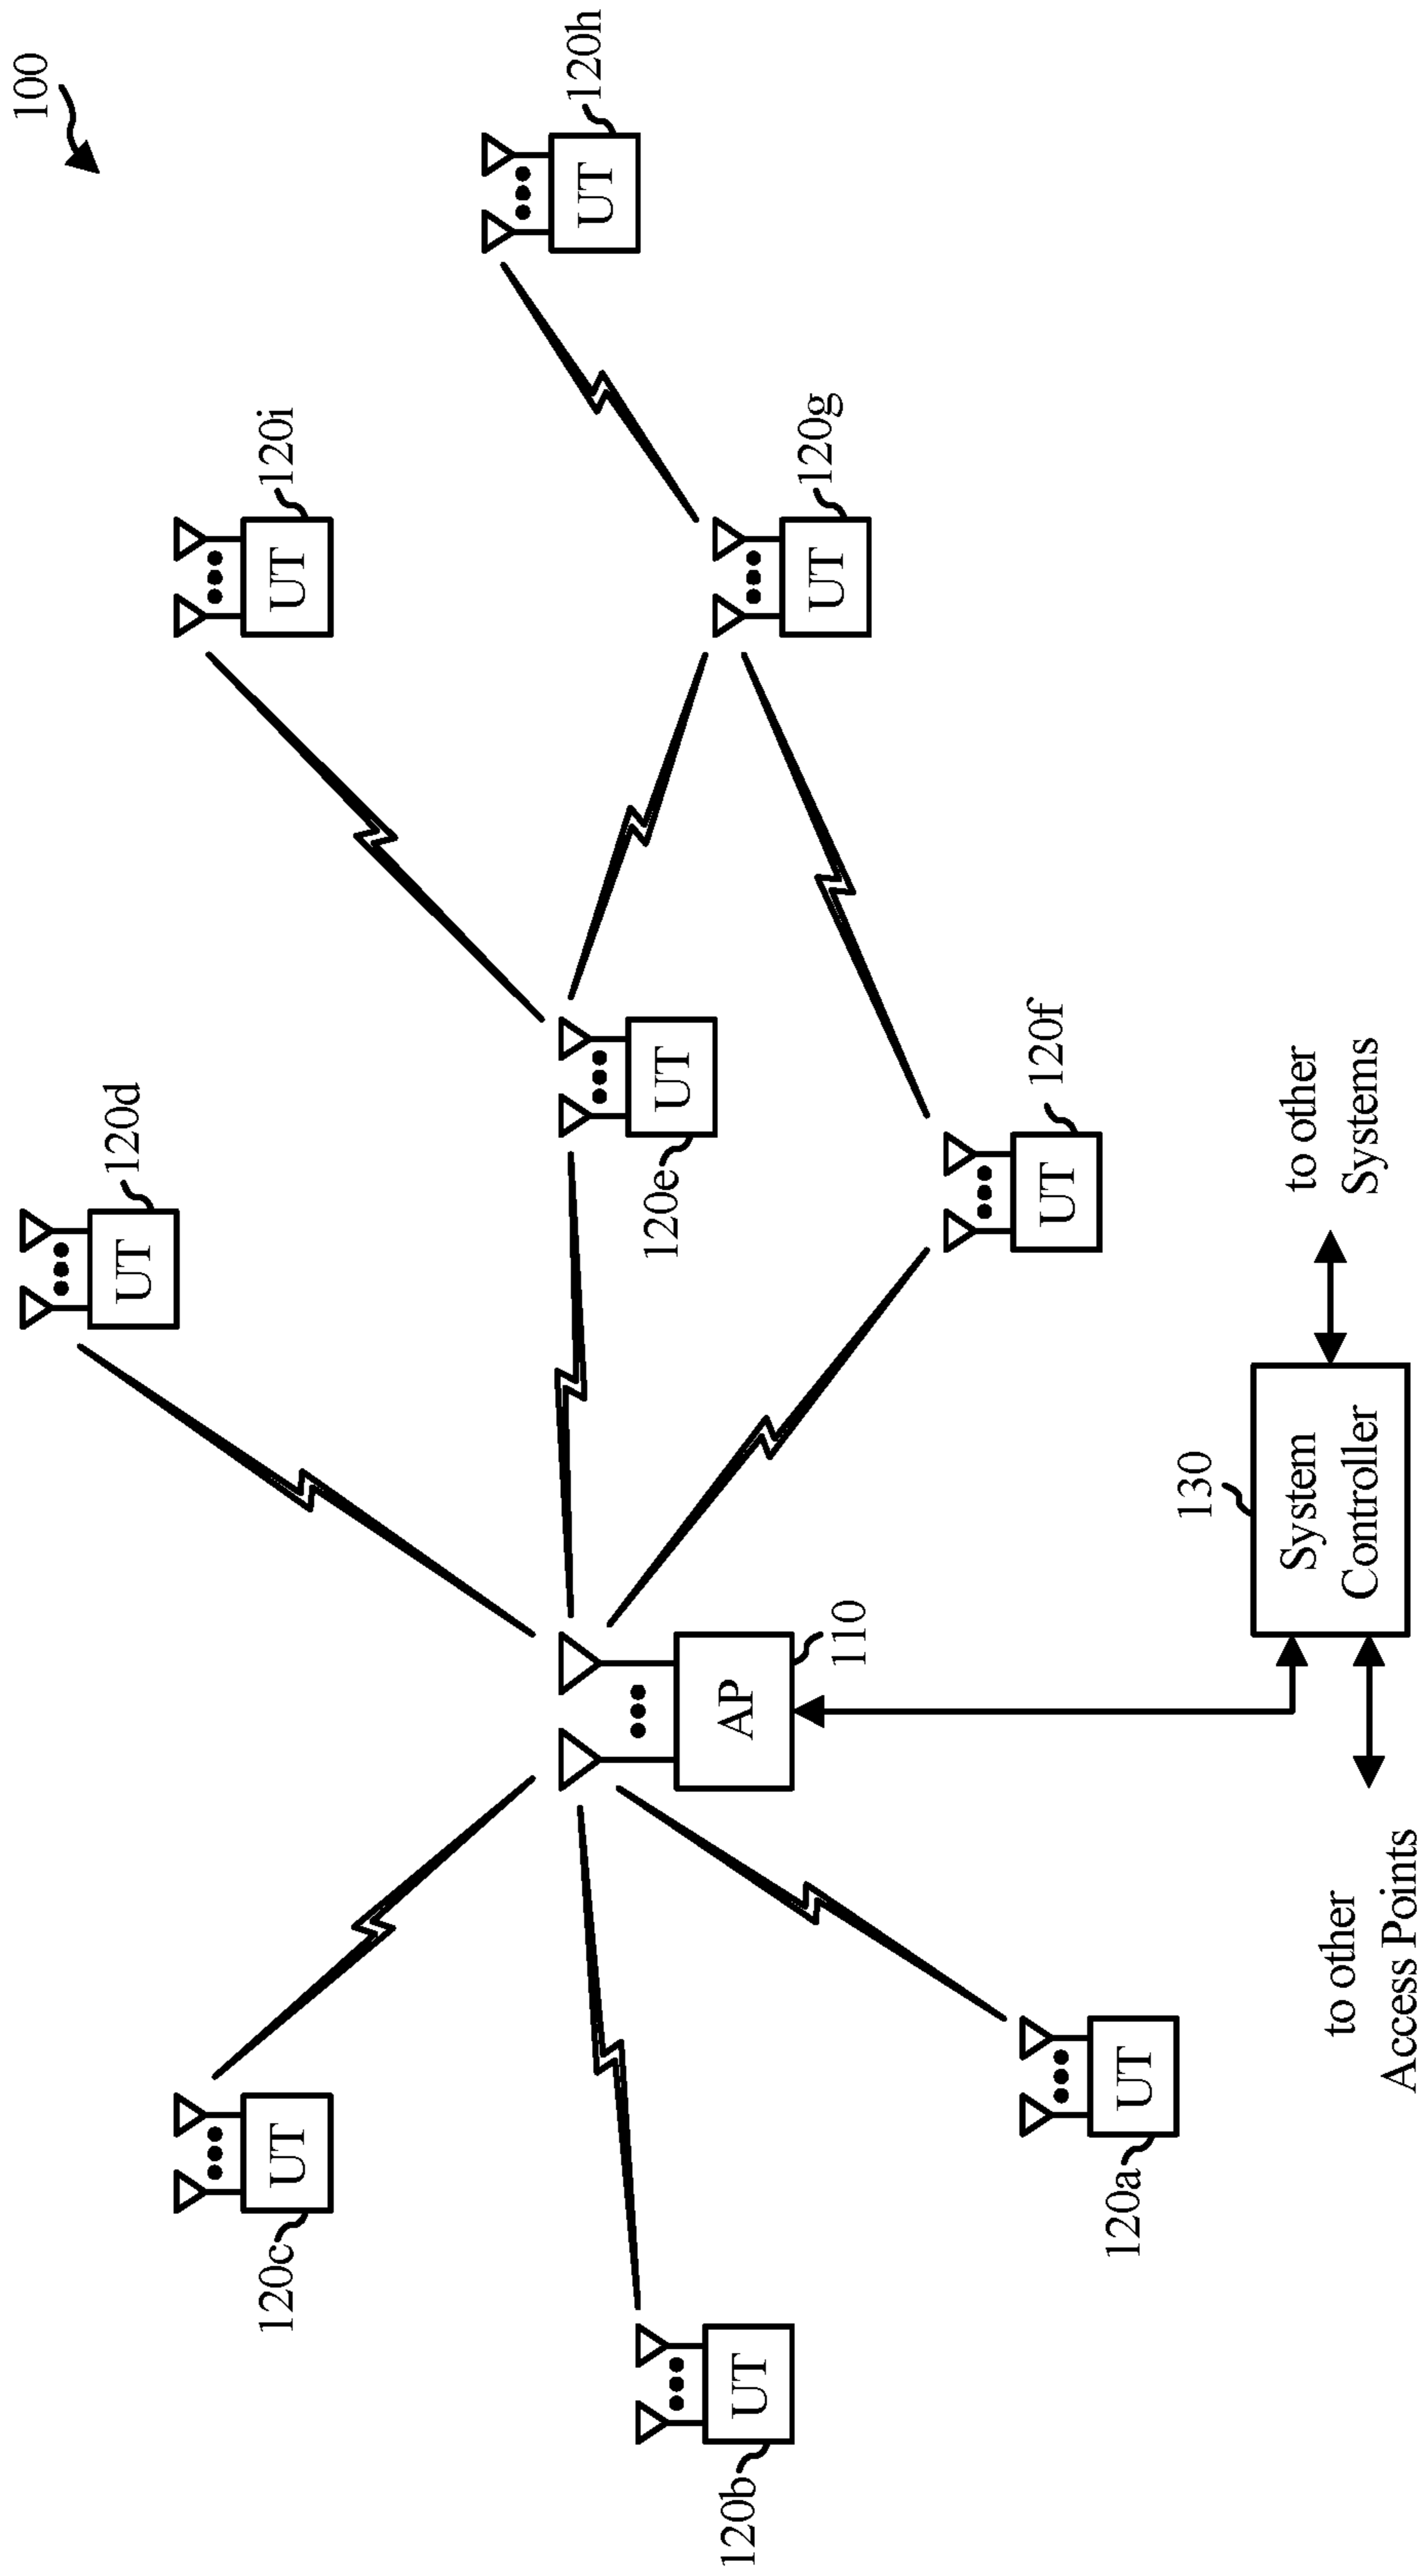 100
UT
120d
UT
120c
UT
120i
UT
120e
UT
120h
UT
120b
AP
110
UT
120g
UT
120f
UT
120a
130
System
Controller
to other
Systems
to other
Access Points